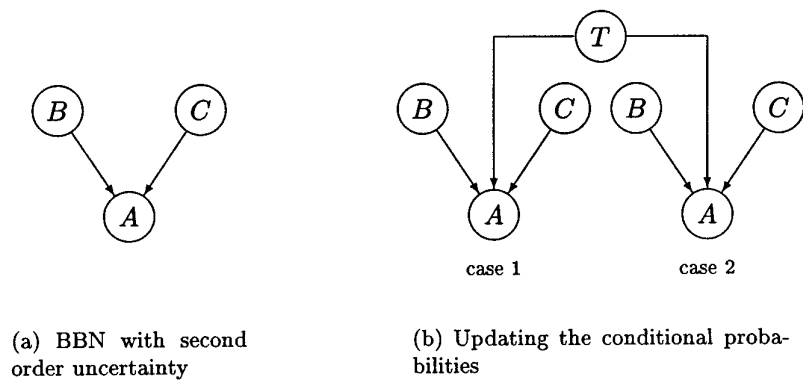 T
B
C
B
C
B
C
A
A
A
case 1
case 2
(a) BBN with second
order uncertainty
(b) Updating the conditional proba-
bilities